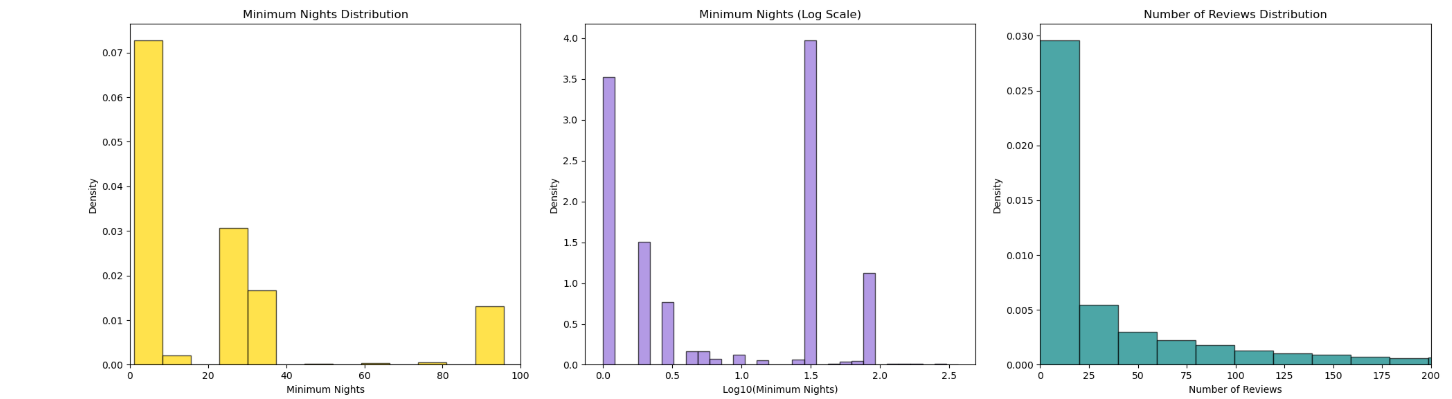 Minimum Nights Distribution
Density
0.07
0.06
0.05
0.04
0.03
0.02
0.01
0.00
0 20 40 60 80 100
Minimum Nights
Minimum Nights (Log Scale)
Density
4.0
3.5
3.0
2.5
2.0
1.5
1.0
0.5
0.0
0.0 0.5 1.0 1.5 2.0 2.5
Log10(Minimum Nights)
Number of Reviews Distribution
Density
0.030
0.025
0.020
0.015
0.010
0.005
0.000
0 25 50 75 100 125 150 175 200
Number of Reviews